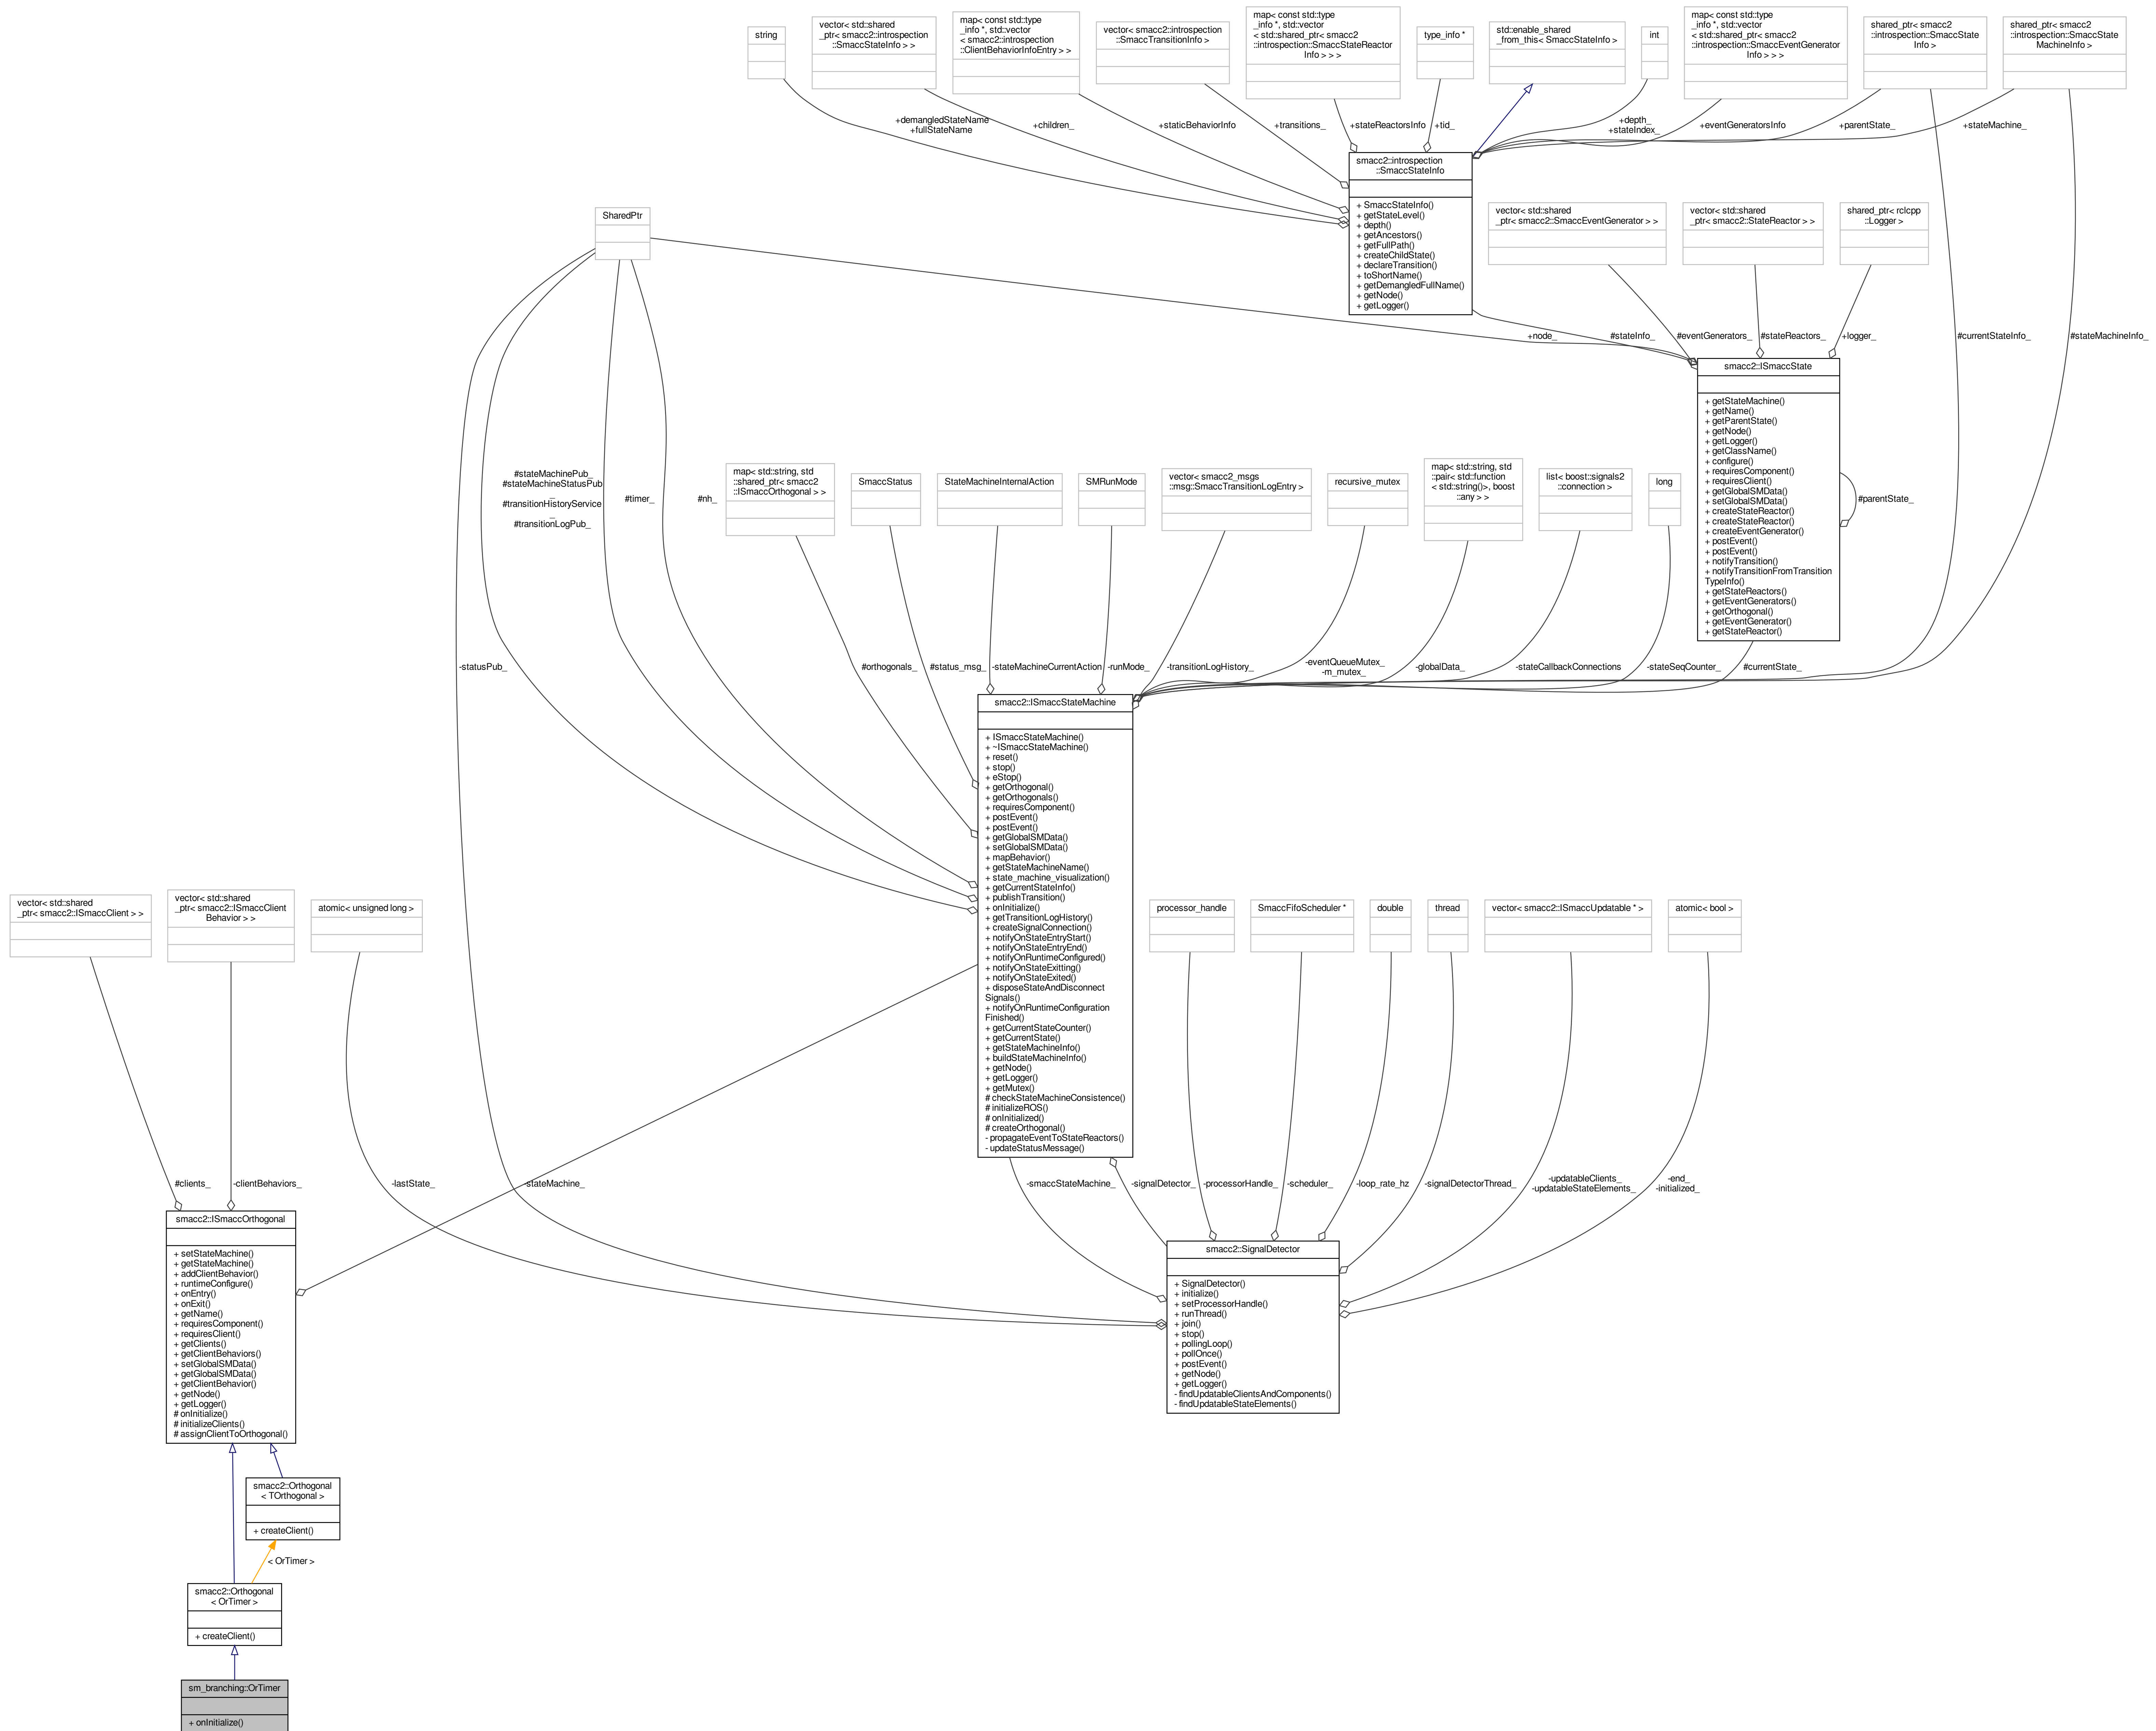 string
vector< std::shared
_ptr< smacc2::introspection
::SmaccStateInfo > >
map< const std::type
_info *, std::vector
< smacc2::introspection
::ClientBehaviorInfoEntry > >
vector< smacc2::introspection
::SmaccTransitionInfo >
map< const std::type
_info *, std::vector
< std::shared_ptr< smacc2
::introspection::SmaccStateReactor
Info > > >
type_info *
std::enable_shared
_from_this< SmaccStateInfo >
int
map< const std::type
_info *, std::vector
< std::shared_ptr< smacc2
::introspection::SmaccEventGenerator
Info > > >
shared_ptr< smacc2
::introspection::SmaccState
Info >
shared_ptr< smacc2
::introspection::SmaccState
MachineInfo >
+demangledStateName
+fullStateName
+children_
+staticBehaviorInfo
+transitions_
+stateReactorsInfo
+tid_
+depth_
+stateIndex_
+eventGeneratorsInfo
+parentState_
+stateMachine_
smacc2::introspection
::SmaccStateInfo
+ SmaccStateInfo()
+ getStateLevel()
+ depth()
+ getAncestors()
+ getFullPath()
+ createChildState()
+ declareTransition()
+ toShortName()
+ getDemangledFullName()
+ getNode()
+ getLogger()
SharedPtr
vector< std::shared
_ptr< smacc2::SmaccEventGenerator > >
vector< std::shared
_ptr< smacc2::StateReactor > >
shared_ptr< rclcpp
::Logger >
+node_
#stateInfo_
#eventGenerators_
#stateReactors_
+logger_
#currentStateInfo_
#stateMachineInfo_
smacc2::ISmaccState
+ getStateMachine()
+ getName()
+ getParentState()
+ getNode()
+ getLogger()
+ getClassName()
+ configure()
+ requiresComponent()
+ requiresClient()
+ getGlobalSMData()
+ setGlobalSMData()
+ createStateReactor()
+ createStateReactor()
+ createEventGenerator()
+ postEvent()
+ postEvent()
+ notifyTransition()
+ notifyTransitionFromTransition
TypeInfo()
+ getStateReactors()
+ getEventGenerators()
+ getOrthogonal()
+ getEventGenerator()
+ getStateReactor()
#parentState_
#stateMachinePub_
#stateMachineStatusPub
_
#transitionHistoryService
_
#transitionLogPub_
#timer_
#nh_
map< std::string, std
::shared_ptr< smacc2
::ISmaccOrthogonal > >
SmaccStatus
StateMachineInternalAction
SMRunMode
vector< smacc2_msgs
::msg::SmaccTransitionLogEntry >
recursive_mutex
map< std::string, std
::pair< std::function
< std::string()>, boost
::any > >
list< boost::signals2
::connection >
long
-statusPub_
#orthogonals_
#status_msg_
-stateMachineCurrentAction
-runMode_
-transitionLogHistory_
-eventQueueMutex_
-m_mutex_
-globalData_
-stateCallbackConnections
-stateSeqCounter_
#currentState_
smacc2::ISmaccStateMachine
+ ISmaccStateMachine()
+ ~ISmaccStateMachine()
+ reset()
+ stop()
+ eStop()
+ getOrthogonal()
+ getOrthogonals()
+ requiresComponent()
+ postEvent()
+ postEvent()
+ getGlobalSMData()
+ setGlobalSMData()
+ mapBehavior()
+ getStateMachineName()
+ state_machine_visualization()
+ getCurrentStateInfo()
+ publishTransition()
+ onInitialize()
+ getTransitionLogHistory()
+ createSignalConnection()
+ notifyOnStateEntryStart()
+ notifyOnStateEntryEnd()
+ notifyOnRuntimeConfigured()
+ notifyOnStateExitting()
+ notifyOnStateExited()
+ disposeStateAndDisconnect
Signals()
+ notifyOnRuntimeConfiguration
Finished()
+ getCurrentStateCounter()
+ getCurrentState()
+ getStateMachineInfo()
+ buildStateMachineInfo()
+ getNode()
+ getLogger()
+ getMutex()
# checkStateMachineConsistence()
# initializeROS()
# onInitialized()
# createOrthogonal()
- propagateEventToStateReactors()
- updateStatusMessage()
vector< std::shared
_ptr< smacc2::ISmaccClient > >
vector< std::shared
_ptr< smacc2::ISmaccClient
Behavior > >
atomic< unsigned long >
processor_handle
SmaccFifoScheduler *
double
thread
vector< smacc2::ISmaccUpdatable * >
atomic< bool >
#clients_
-clientBehaviors_
-lastState_
-stateMachine_
-smaccStateMachine_
-signalDetector_
-processorHandle_
-scheduler_
-loop_rate_hz
-signalDetectorThread_
-updatableClients_
-updatableStateElements_
-end_
-initialized_
smacc2::ISmaccOrthogonal
+ setStateMachine()
+ getStateMachine()
+ addClientBehavior()
+ runtimeConfigure()
+ onEntry()
+ onExit()
+ getName()
+ requiresComponent()
+ requiresClient()
+ getClients()
+ getClientBehaviors()
+ setGlobalSMData()
+ getGlobalSMData()
+ getClientBehavior()
+ getNode()
+ getLogger()
# onInitialize()
# initializeClients()
# assignClientToOrthogonal()
smacc2::SignalDetector
+ SignalDetector()
+ initialize()
+ setProcessorHandle()
+ runThread()
+ join()
+ stop()
+ pollingLoop()
+ pollOnce()
+ postEvent()
+ getNode()
+ getLogger()
- findUpdatableClientsAndComponents()
- findUpdatableStateElements()
smacc2::Orthogonal
< TOrthogonal >
+ createClient()
< OrTimer >
smacc2::Orthogonal
< OrTimer >
+ createClient()
sm_branching::OrTimer
+ onInitialize()